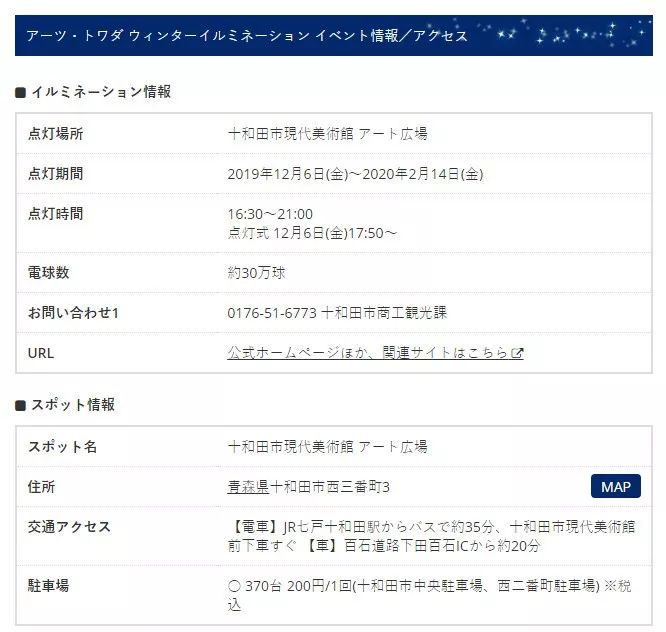 アーツ・トワダ ウィンターイルミネーション イベント情報／アクセス
■ イルミネーション情報
点灯場所 十和田市現代美術館 アート広場
点灯期間 2019年12月6日(金)～2020年2月14日(金)
点灯時間 16:30～21:00
点灯式 12月6日(金)17:50～
電球数 約30万球
お問い合わせ1 0176-51-6773 十和田市商工観光課
URL 公式ホームページほか、関連サイトはこちら
■ スポット情報
スポット名 十和田市現代美術館 アート広場
住所 青森県十和田市西二番町3 MAP
交通アクセス 【電車】JR七戸十和田駅からバスで約35分、十和田市現代美術館
前下車すぐ 【車】百石道路下田百石ICから約20分
駐車場 ○ 370台 200円/1回(十和田市中央駐車場、西二番町駐車場) ※税
込